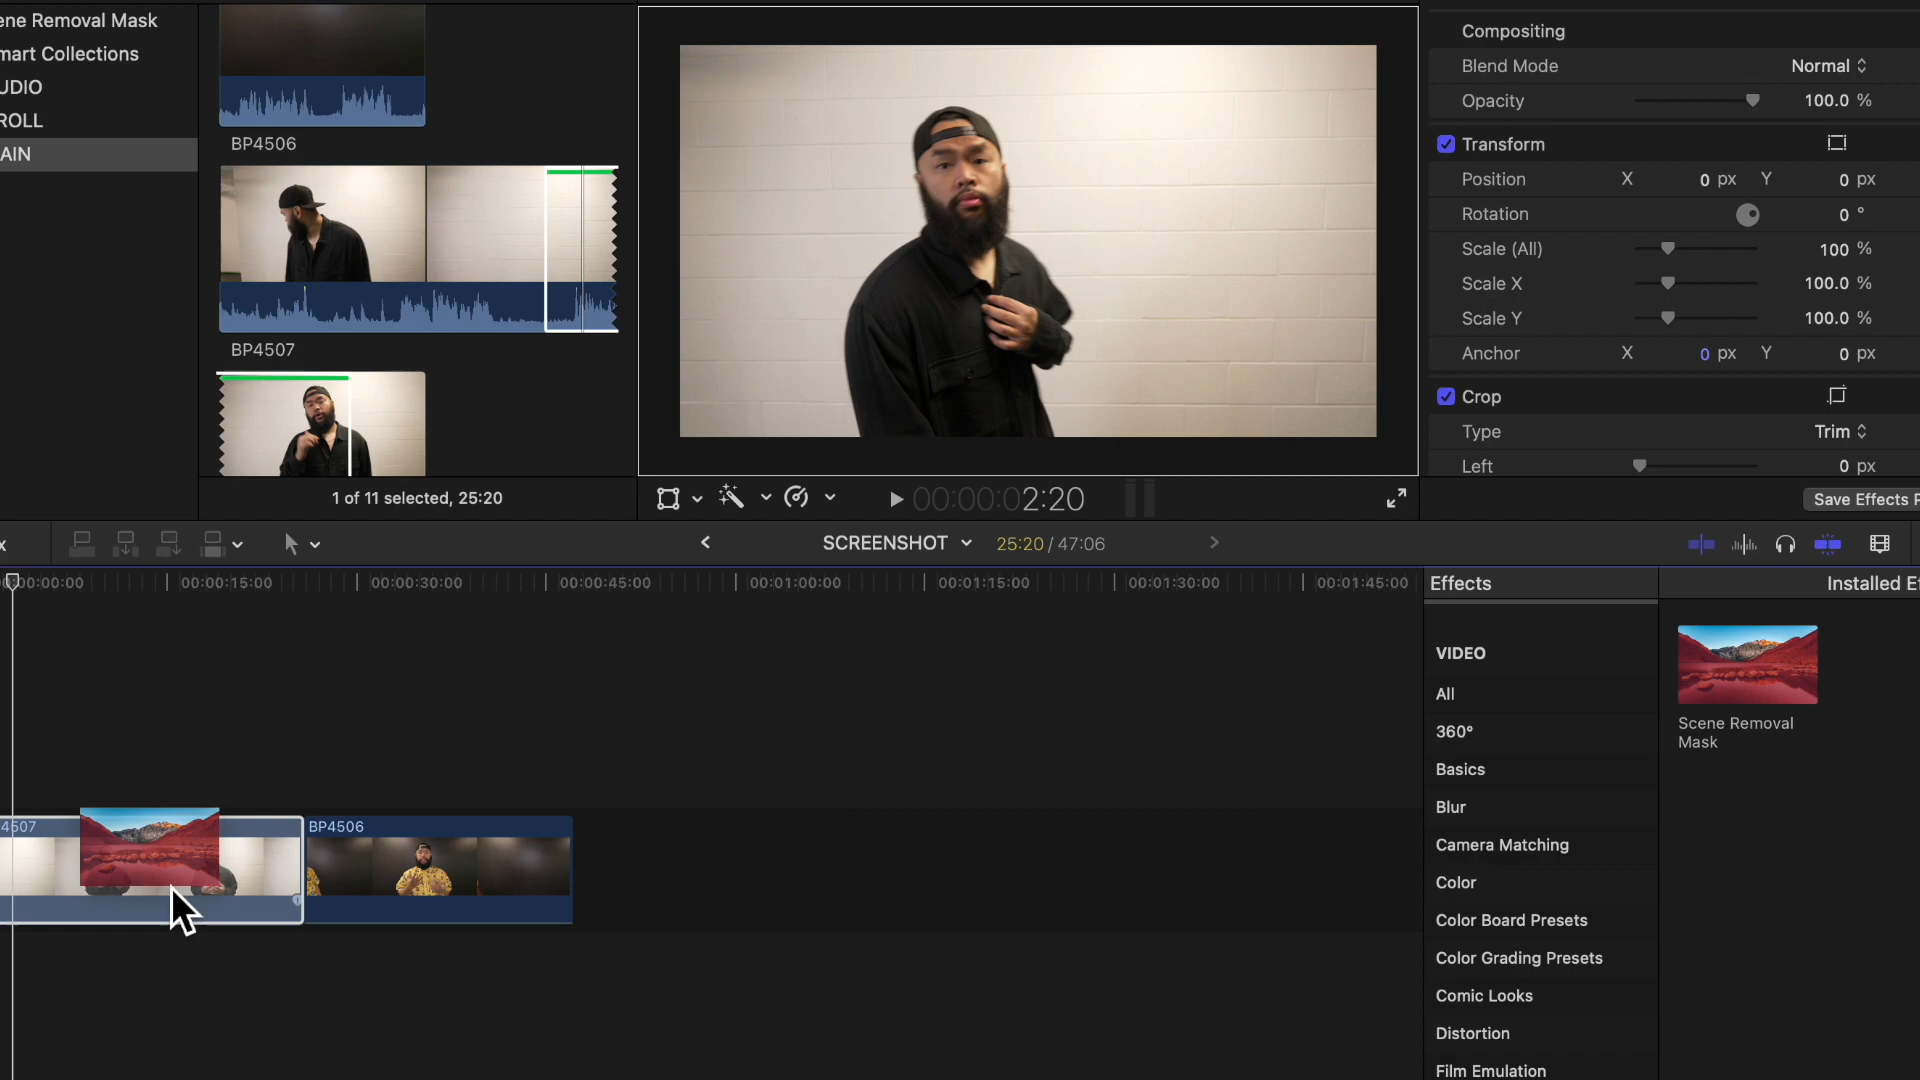 ene Removal Mask
mart Collections
UDIO
ROLL
AIN
BP4506
BP4507
1 of 11 selected, 25:20
00:00:02:20
Compositing
Blend Mode Normal
Opacity 100.0 %
Transform
Position X 0 px Y 0 px
Rotation 0 °
Scale (All) 100 %
Scale X 100.0 %
Scale Y 100.0 %
Anchor X 0 px Y 0 px
Crop
Type Trim
Left 0 px
Save Effects P
x
SCREENSHOT 25:20 / 47:06
00:00:00 00:00:15:00 00:00:30:00 00:00:45:00 00:01:00:00 00:01:15:00 00:01:30:00 00:01:45:00
4507
BP4506
Effects
Installed Ef
VIDEO
All
360°
Basics
Blur
Camera Matching
Color
Color Board Presets
Color Grading Presets
Comic Looks
Distortion
Film Emulation
Scene Removal
Mask